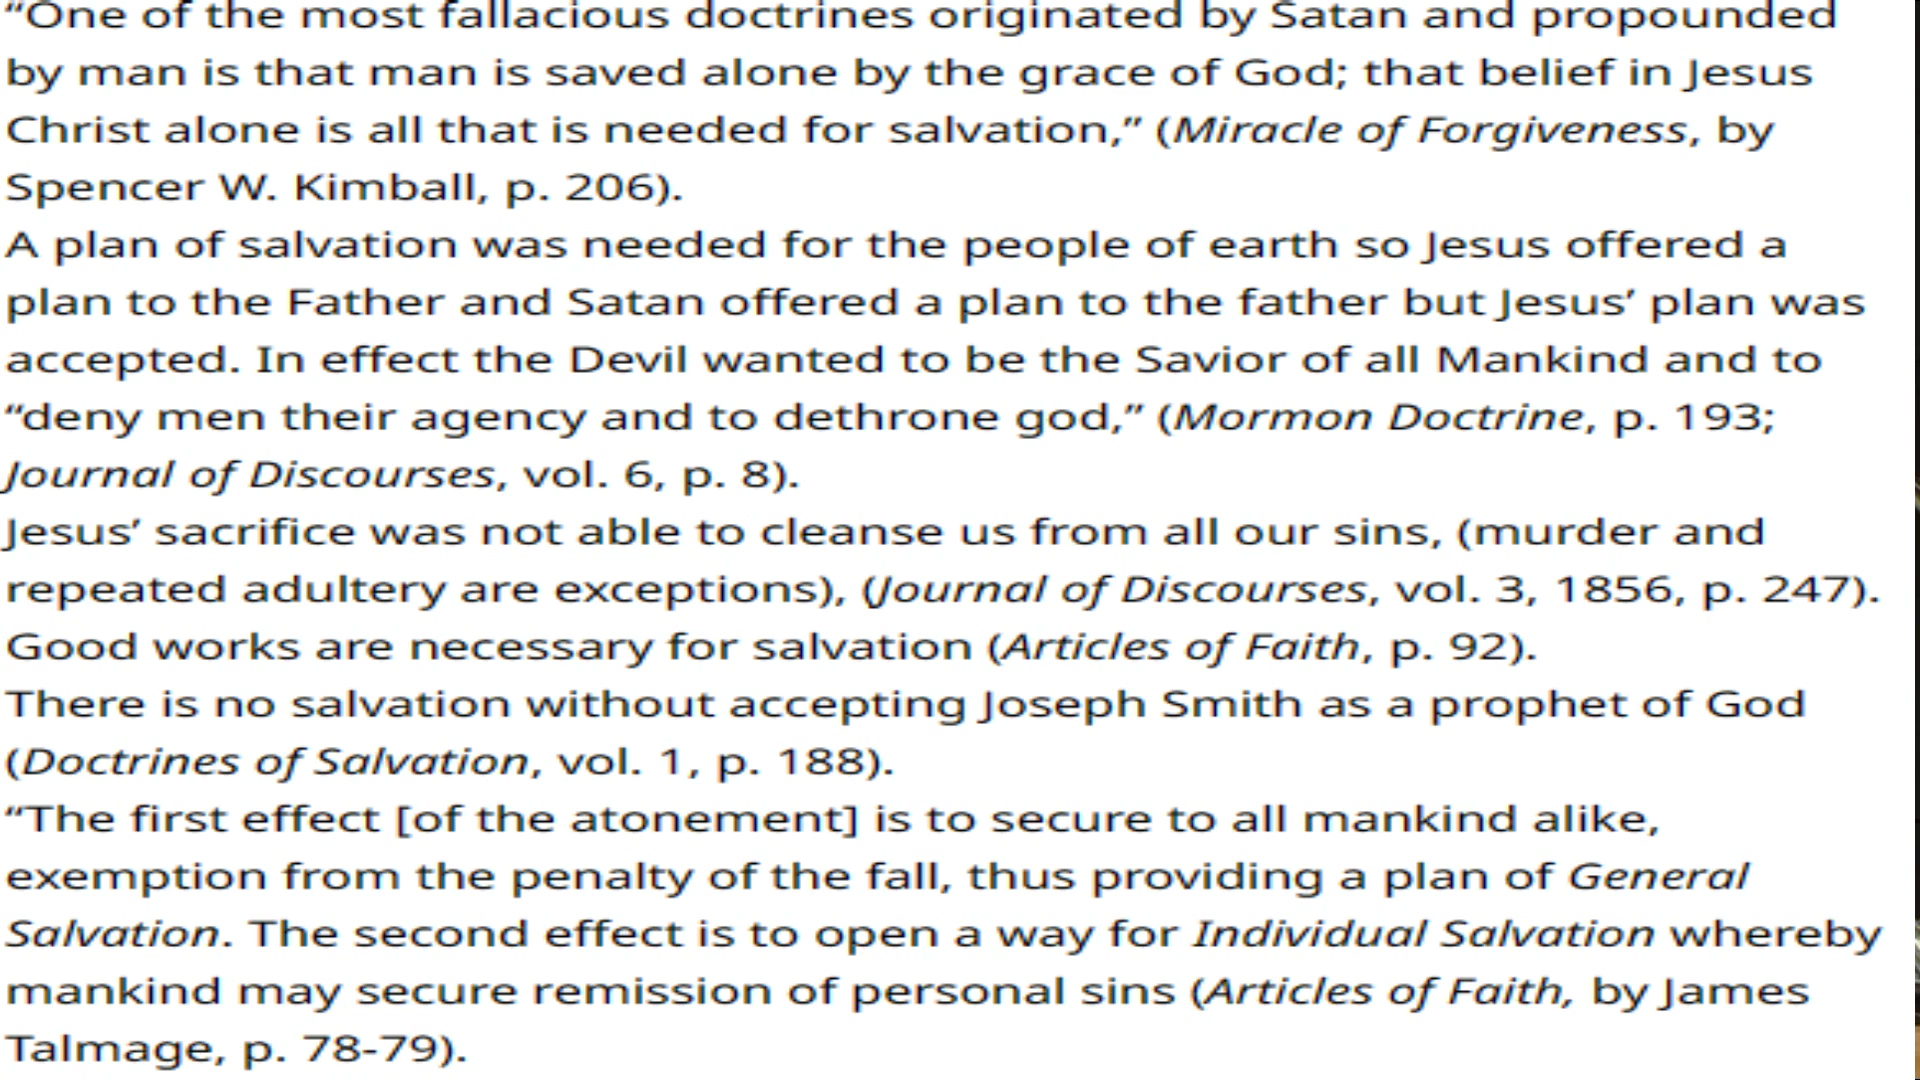 “One of the most fallacious doctrines originated by Satan and propounded
by man is that man is saved alone by the grace of God; that belief in Jesus
Christ alone is all that is needed for salvation,” (Miracle of Forgiveness, by
Spencer W. Kimball, p. 206).
A plan of salvation was needed for the people of earth so Jesus offered a
plan to the Father and Satan offered a plan to the father but Jesus’ plan was
accepted. In effect the Devil wanted to be the Savior of all Mankind and to
“deny men their agency and to dethrone god,” (Mormon Doctrine, p. 193;
Journal of Discourses, vol. 6, p. 8).
Jesus’ sacrifice was not able to cleanse us from all our sins, (murder and
repeated adultery are exceptions), (Journal of Discourses, vol. 3, 1856, p. 247).
Good works are necessary for salvation (Articles of Faith, p. 92).
There is no salvation without accepting Joseph Smith as a prophet of God
(Doctrines of Salvation, vol. 1, p. 188).
“The first effect [of the atonement] is to secure to all mankind alike,
exemption from the penalty of the fall, thus providing a plan of General
Salvation. The second effect is to open a way for Individual Salvation whereby
mankind may secure remission of personal sins (Articles of Faith, by James
Talmage, p. 78-79).